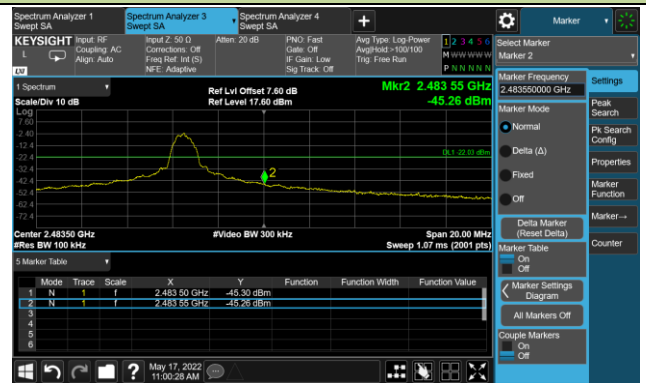 Spectrum Analyzer 1
Swept SA
Spectrum Analyzer 3
Swept SA
Spectrum Analyzer 4
Swept SA
+
Marker
KEYSIGHT
L
LXI
Input: RF
Coupling: AC
Align: Auto
Input Z: 50 Ω
Corrections: Off
Freq Ref: Int (S)
NFE: Adaptive
Atten: 20 dB
PNO: Fast
Gate: Off
IF Gain: Low
Sig Track: Off
Avg Type: Log-Power
Avg|Hold:>100/100
Trig: Free Run
1 2 3 4 5 6
M W W W W W
P N N N N N
Select Marker
Marker 2
1 Spectrum
Scale/Div 10 dB
Log
Ref Lvl Offset 7.60 dB
Ref Level 17.60 dBm
Mkr2 2.483 55 GHz
-45.26 dBm
7.60
-2.40
-12.4
-22.4
-32.4
-42.4
-52.4
-62.4
-72.4
DL1 -22.03 dBm
2
Center 2.48350 GHz
#Res BW 100 kHz
#Video BW 300 kHz
Span 20.00 MHz
Sweep 1.07 ms (2001 pts)
5 Marker Table
Mode Trace Scale X Y Function Function Width Function Value
1 N 1 f 2.483 50 GHz -45.30 dBm
2 N 1 f 2.483 55 GHz -45.26 dBm
3
4
5
6
Marker Frequency
2.483550000 GHz
Marker Mode
Normal
Delta (Δ)
Fixed
Off
Delta Marker
(Reset Delta)
Marker Table
On
Off
Marker Settings
Diagram
All Markers Off
Couple Markers
On
Off
Settings
Peak
Search
Pk Search
Config
Properties
Marker
Function
Marker→
Counter
?
May 17, 2022
11:00:28 AM